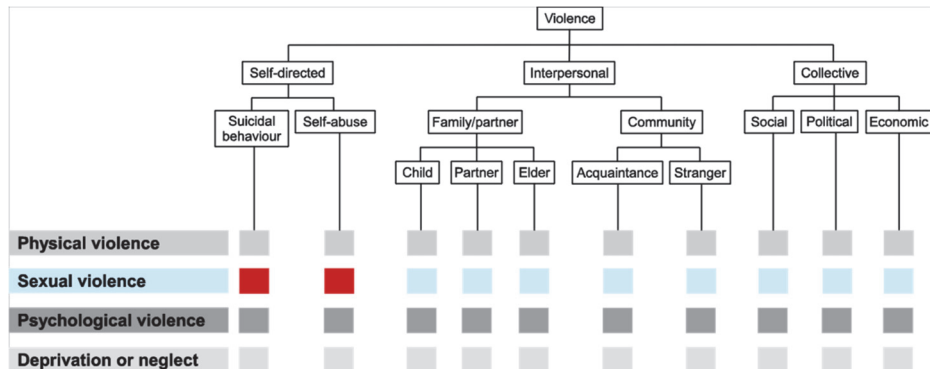 Violence
Self-directed
Interpersonal
Collective
Suicidal
behaviour
Self-abuse
Family/partner
Community
Social
Political
Economic
Child
Partner
Elder
Acquaintance
Stranger
Physical violence
Sexual violence
Psychological violence
Deprivation or neglect